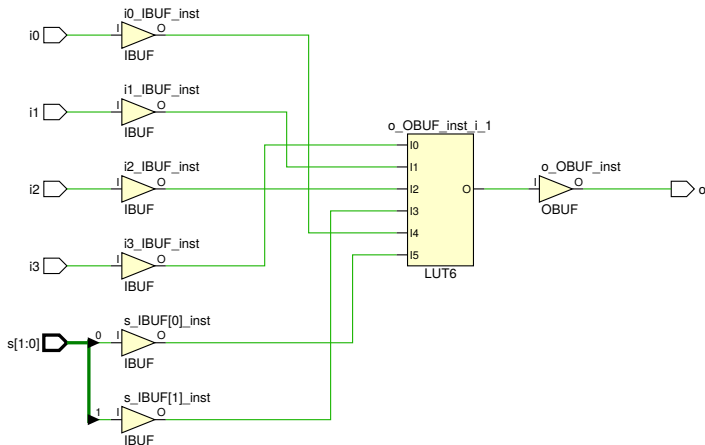 i0_IBUF_inst
i0 I O
IBUF
i1_IBUF_inst
i1 I O
IBUF
o_OBUF_inst_i_1
I0
I1
i2_IBUF_inst
i2 I O
IBUF
I2
I3
I4
I5
O
LUT6
o_OBUF_inst
I O
OBUF
o
i3_IBUF_inst
i3 I O
IBUF
s_IBUF[0]_inst
s[1:0] 0 I O
IBUF
s_IBUF[1]_inst
1 I O
IBUF